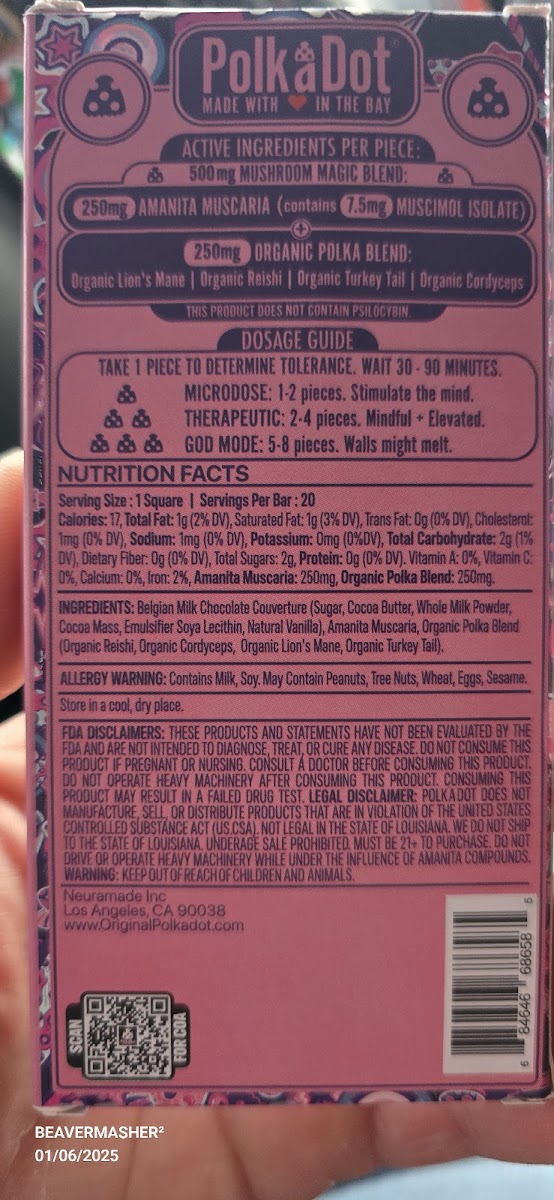 PolkaDot®
MADE WITH ❤ IN THE BAY
ACTIVE INGREDIENTS PER PIECE:
500mg MUSHROOM MAGIC BLEND:
250mg AMANITA MUSCARIA (contains 7.5mg MUSCIMOL ISOLATE)
+
250mg ORGANIC POLKA BLEND:
Organic Lion's Mane | Organic Reishi | Organic Turkey Tail | Organic Cordyceps
THIS PRODUCT DOES NOT CONTAIN PSILOCYBIN.
DOSAGE GUIDE
TAKE 1 PIECE TO DETERMINE TOLERANCE. WAIT 30 - 90 MINUTES.
MICRODOSE: 1-2 pieces. Stimulate the mind.
THERAPEUTIC: 2-4 pieces. Mindful + Elevated.
GOD MODE: 5-8 pieces. Walls might melt.
NUTRITION FACTS
Serving Size : 1 Square | Servings Per Bar : 20
Calories: 17, Total Fat: 1g (2% DV), Saturated Fat: 1g (3% DV), Trans Fat: 0g (0% DV), Cholesterol:
1mg (0% DV), Sodium: 1mg (0% DV), Potassium: 0mg (0%DV), Total Carbohydrate: 2g (1%
DV), Dietary Fiber: 0g (0% DV), Total Sugars: 2g, Protein: 0g (0% DV). Vitamin A: 0%, Vitamin C:
0%, Calcium: 0%, Iron: 2%, Amanita Muscaria: 250mg, Organic Polka Blend: 250mg.
INGREDIENTS: Belgian Milk Chocolate Couverture (Sugar, Cocoa Butter, Whole Milk Powder,
Cocoa Mass, Emulsifier Soya Lecithin, Natural Vanilla), Amanita Muscaria, Organic Polka Blend
(Organic Reishi, Organic Cordyceps, Organic Lion's Mane, Organic Turkey Tail).
ALLERGY WARNING: Contains Milk, Soy. May Contain Peanuts, Tree Nuts, Wheat, Eggs, Sesame.
Store in a cool, dry place.
FDA DISCLAIMERS: THESE PRODUCTS AND STATEMENTS HAVE NOT BEEN EVALUATED BY THE
FDA AND ARE NOT INTENDED TO DIAGNOSE, TREAT, OR CURE ANY DISEASE. DO NOT CONSUME THIS
PRODUCT IF PREGNANT OR NURSING. CONSULT A DOCTOR BEFORE CONSUMING THIS PRODUCT.
DO NOT OPERATE HEAVY MACHINERY AFTER CONSUMING THIS PRODUCT. CONSUMING THIS
PRODUCT MAY RESULT IN A FAILED DRUG TEST. LEGAL DISCLAIMER: POLKADOT DOES NOT
MANUFACTURE, SELL, OR DISTRIBUTE PRODUCTS THAT ARE IN VIOLATION OF THE UNITED STATES
CONTROLLED SUBSTANCE ACT (US.CSA). NOT LEGAL IN THE STATE OF LOUISIANA. WE DO NOT SHIP
TO THE STATE OF LOUISIANA. UNDERAGE SALE PROHIBITED. MUST BE 21+ TO PURCHASE. DO NOT
DRIVE OR OPERATE HEAVY MACHINERY WHILE UNDER THE INFLUENCE OF AMANITA COMPOUNDS.
WARNING: KEEP OUT OF REACH OF CHILDREN AND ANIMALS.
Neuramade Inc
Los Angeles, CA 90038
www.OriginalPolkadot.com
SCAN
FOR COA
6 84646 68658 5
BEAVERMASHER²
01/06/2025